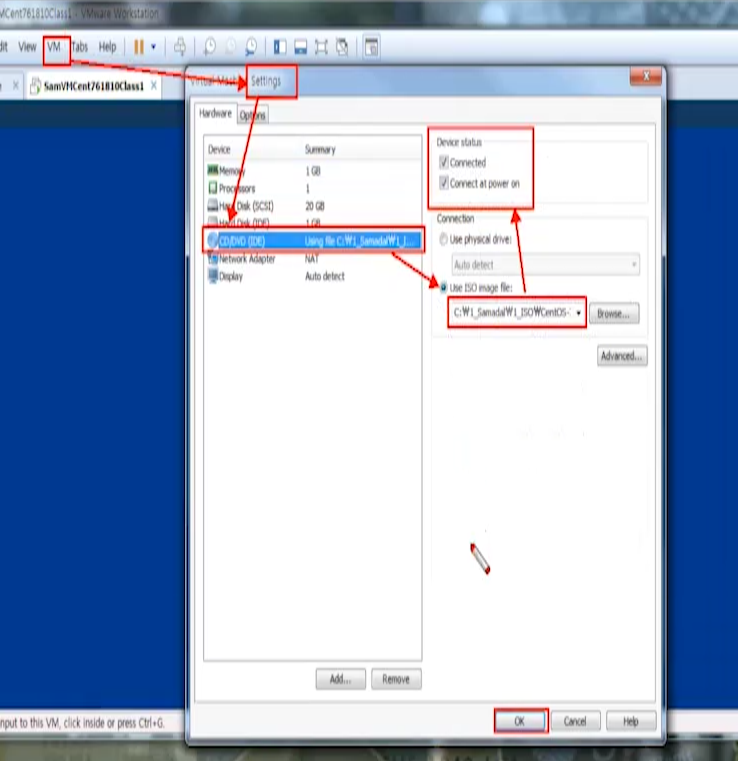 MCent761810Class1 - VMware Workstation
dit View VM Tabs Help
SamVMCent761810Class1
Virtual Mach Settings
Hardware Options
Device Summary
Memory 1 GB
Processors 1
Hard Disk (SCSI) 20 GB
Hard Disk (IDE) 1 GB
CD/DVD (IDE) Using file C:₩1_Samadal₩1_I...
Network Adapter NAT
Display Auto detect
Device status
Connected
Connect at power on
Connection
Use physical drive:
Auto detect
Use ISO image file:
C:₩1_Samadal₩1_ISO₩CentOS-
Browse...
Advanced...
Add... Remove
OK Cancel Help
nput to this VM, click inside or press Ctrl+G.